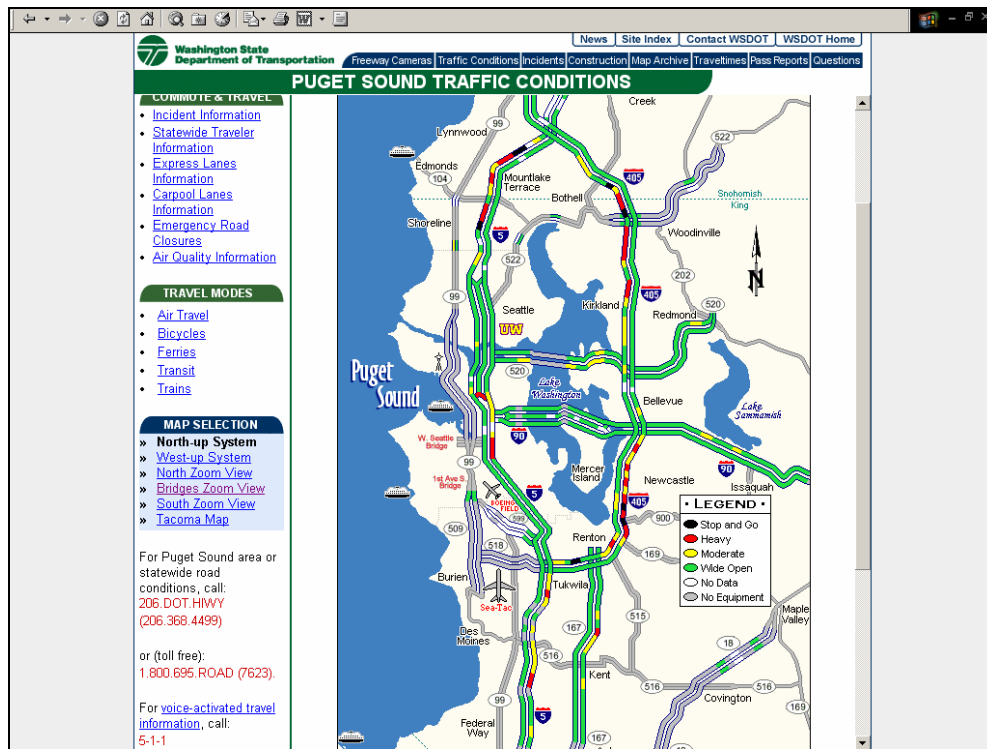 News
Site Index
Contact WSDOT
WSDOT Home
Washington State
Department of Transportation
Freeway Cameras
Traffic Conditions
Incidents
Construction
Map Archive
Traveltimes
Pass Reports
Questions
PUGET SOUND TRAFFIC CONDITIONS
COMMUTE & TRAVEL
• Incident Information
• Statewide Traveler
Information
• Express Lanes
Information
• Carpool Lanes
Information
• Emergency Road
Closures
• Air Quality Information
TRAVEL MODES
• Air Travel
• Bicycles
• Ferries
• Transit
• Trains
MAP SELECTION
» North-up System
» West-up System
» North Zoom View
» Bridges Zoom View
» South Zoom View
» Tacoma Map
For Puget Sound area or
statewide road
conditions, call:
206.DOT.HIWY
(206.368.4499)
or (toll free):
1.800.695.ROAD (7623).
For voice-activated travel
information, call:
5-1-1
Creek
99
Lynnwood
522
Edmonds
104
Mountlake
Terrace
405
Bothell
Snohomish
King
Shoreline
5
Woodinville
522
N
202
99
405
Kirkland
520
Seattle
Redmond
UW
Puget
Sound
520
Lake
Washington
Bellevue
Lake
Sammamish
W. Seattle
Bridge
90
99
Mercer
Island
90
1st Ave S.
Bridge
Newcastle
Issaquah
5
405
BOEING
FIELD
599
900
509
518
Renton
169
Burien
Tukwila
Sea-Tac
• LEGEND •
Stop and Go
Heavy
Moderate
Wide Open
No Data
No Equipment
Maple
Valley
515
167
Des
Moines
18
516
Kent
516
516
99
Covington
169
5
Federal
Way
167
18